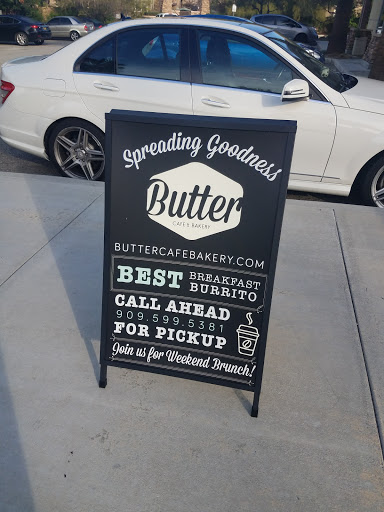 Spreading Goodness
Butter
CAFE & BAKERY
BUTTERCAFEBAKERY.COM
BEST BREAKFAST
BURRITO
CALL AHEAD
909.599.5381
FOR PICKUP
Join us for Weekend Brunch!